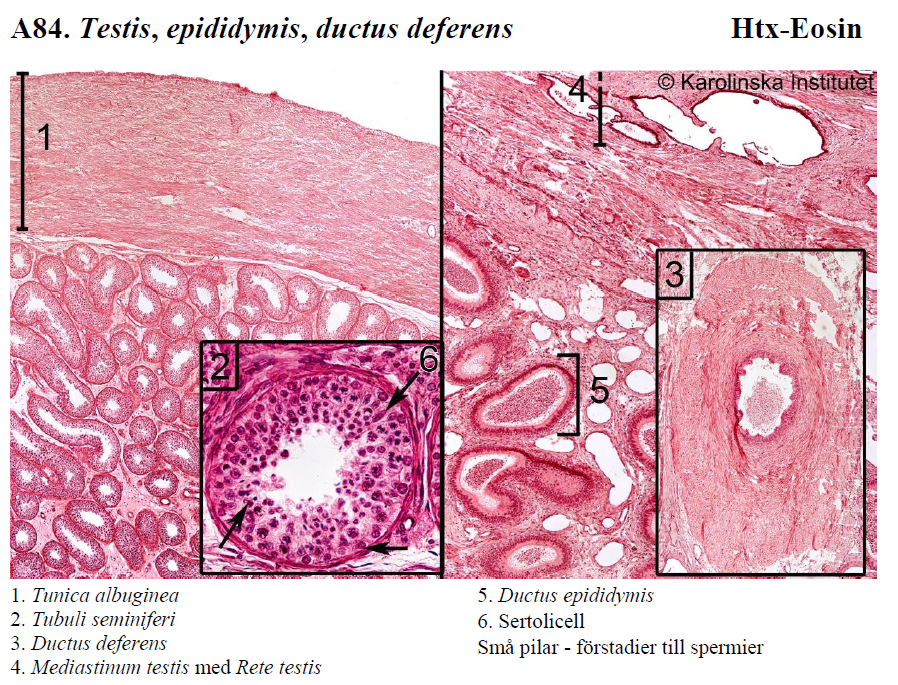 A84. Testis, epididymis, ductus deferens Htx-Eosin
© Karolinska Institutet
4
1
3
2
6
5
1. Tunica albuginea
2. Tubuli seminiferi
3. Ductus deferens
4. Mediastinum testis med Rete testis
5. Ductus epididymis
6. Sertolicell
Små pilar - förstadier till spermier